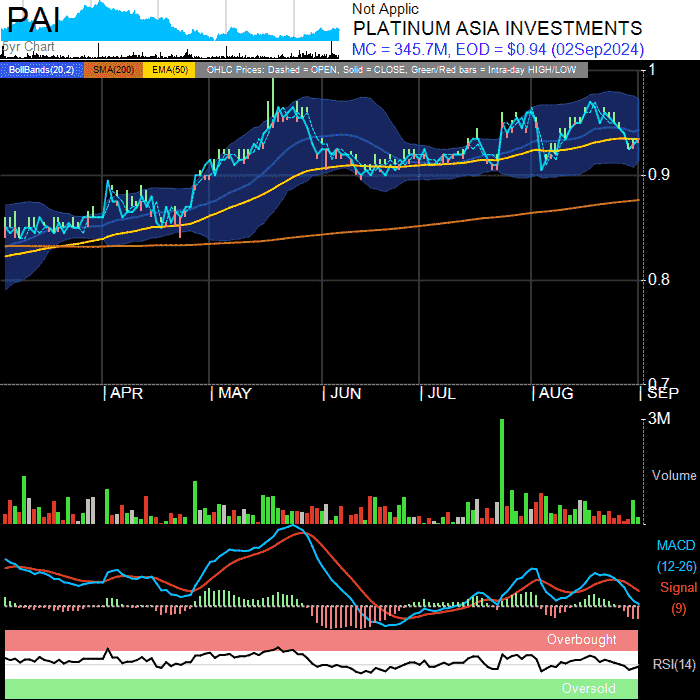 PAI
5yr Chart
Not Applic
PLATINUM ASIA INVESTMENTS
MC = 345.7M, EOD = $0.94 (02Sep2024)
BollBands(20,2) SMA(200) EMA(50) OHLC Prices: Dashed = OPEN, Solid = CLOSE, Green/Red bars = Intra-day HIGH/LOW
1
0.9
0.8
0.7
APR MAY JUN JUL AUG SEP
3M
Volume
MACD
(12-26)
Signal
(9)
Overbought
RSI(14)
Oversold